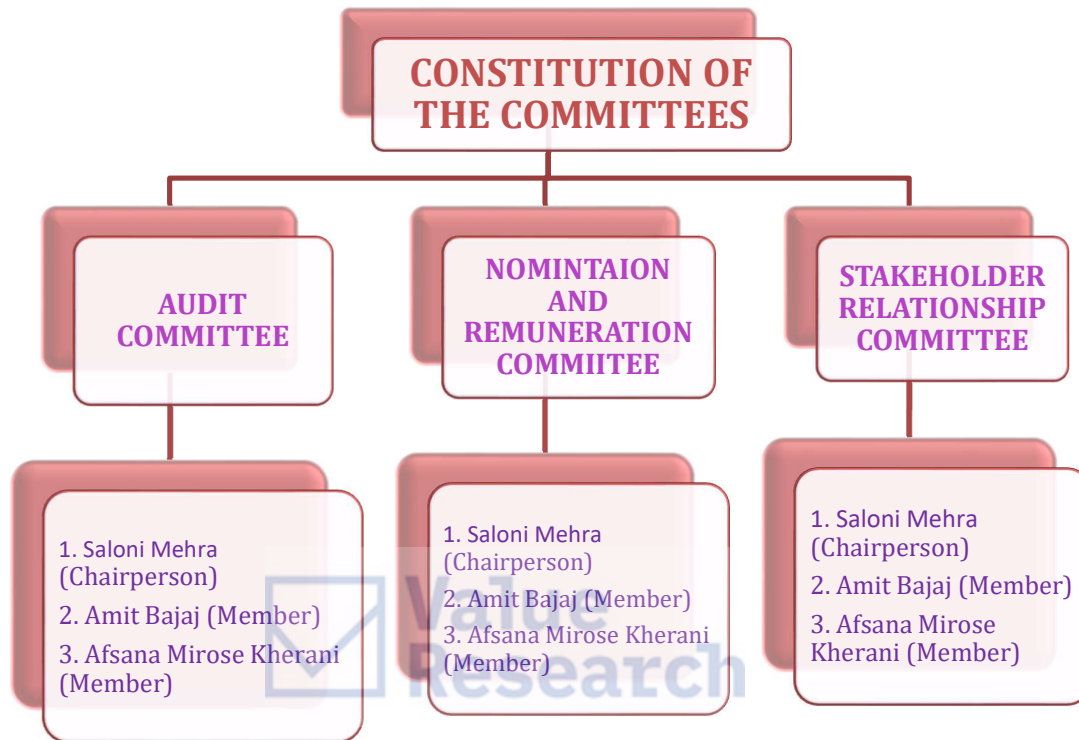 CONSTITUTION OF
THE COMMITTEES
AUDIT
COMMITTEE
NOMINTAION
AND
REMUNERATION
COMMIITEE
STAKEHOLDER
RELATIONSHIP
COMMITTEE
1. Saloni Mehra
(Chairperson)
2. Amit Bajaj (Member)
3. Afsana Mirose Kherani
(Member)
1. Saloni Mehra
(Chairperson)
2. Amit Bajaj (Member)
3. Afsana Mirose Kherani
(Member)
1. Saloni Mehra
(Chairperson)
2. Amit Bajaj (Member)
3. Afsana Mirose
Kherani (Member)
Value
Research